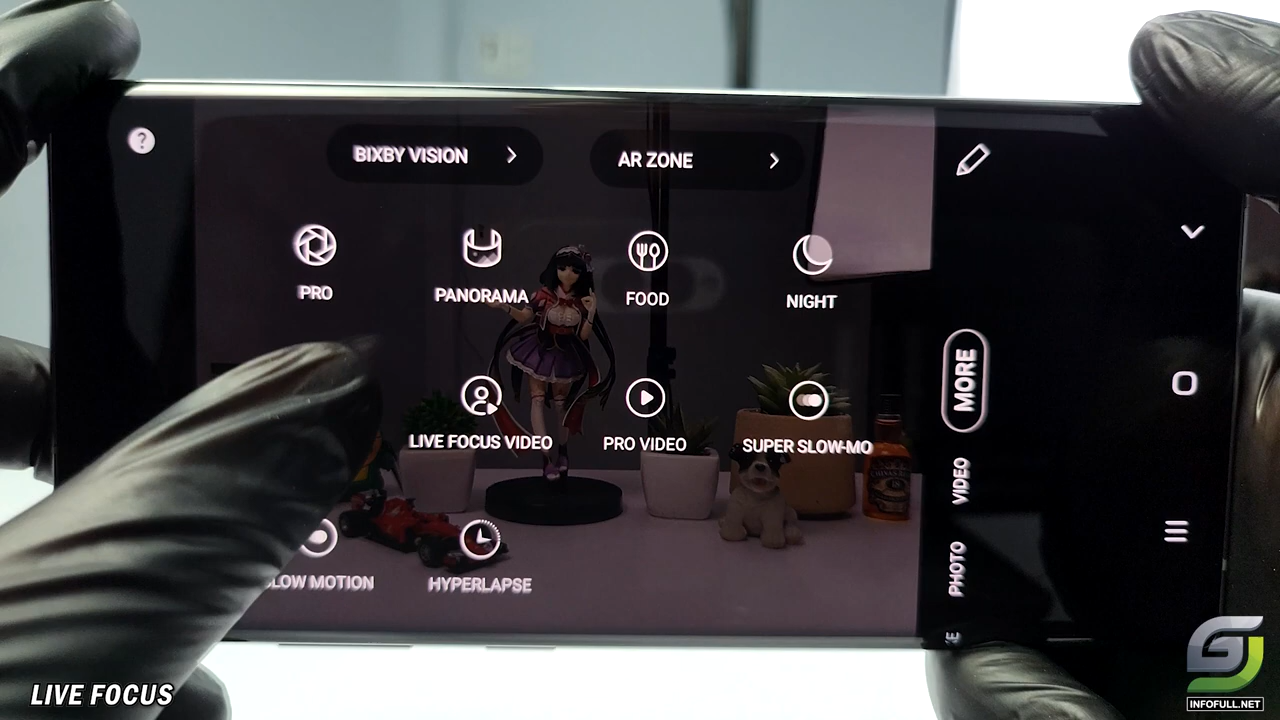 ?
BIXBY VISION
AR ZONE
PRO
PANORAMA
FOOD
NIGHT
LIVE FOCUS VIDEO
PRO VIDEO
SUPER SLOW-MO
LOW MOTION
HYPERLAPSE
MORE
VIDEO
PHOTO
LIVE FOCUS
INFOFULL.NET